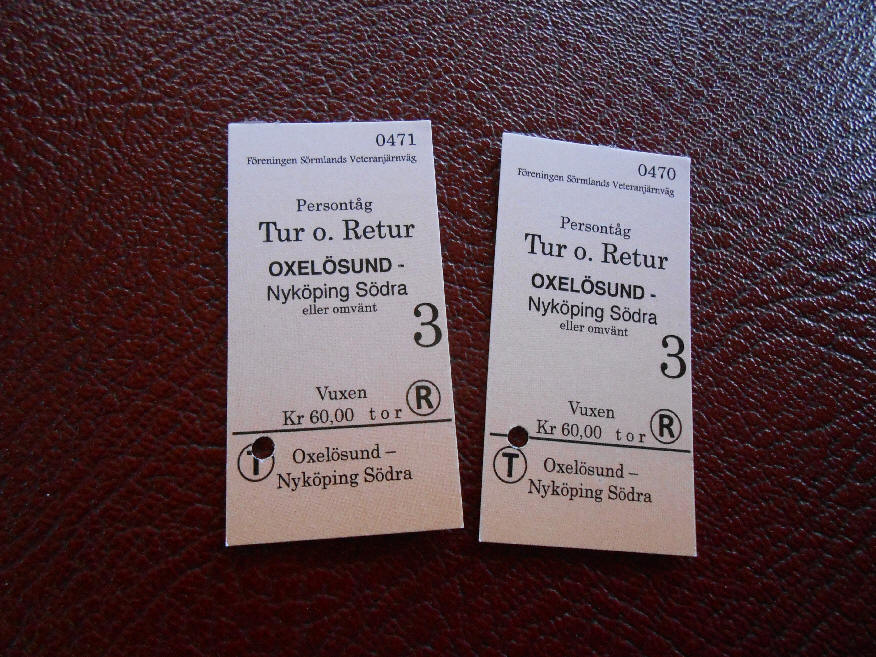 0471
Föreningen Sörmlands Veteranjärnväg
Persontåg
Tur o. Retur
OXELÖSUND -
Nyköping Södra
eller omvänt
3
Vuxen
Kr 60,00 t o r
R
T
Oxelösund –
Nyköping Södra
0470
Föreningen Sörmlands Veteranjärnväg
Persontåg
Tur o. Retur
OXELÖSUND -
Nyköping Södra
eller omvänt
3
Vuxen
Kr 60,00 t o r
R
T
Oxelösund –
Nyköping Södra